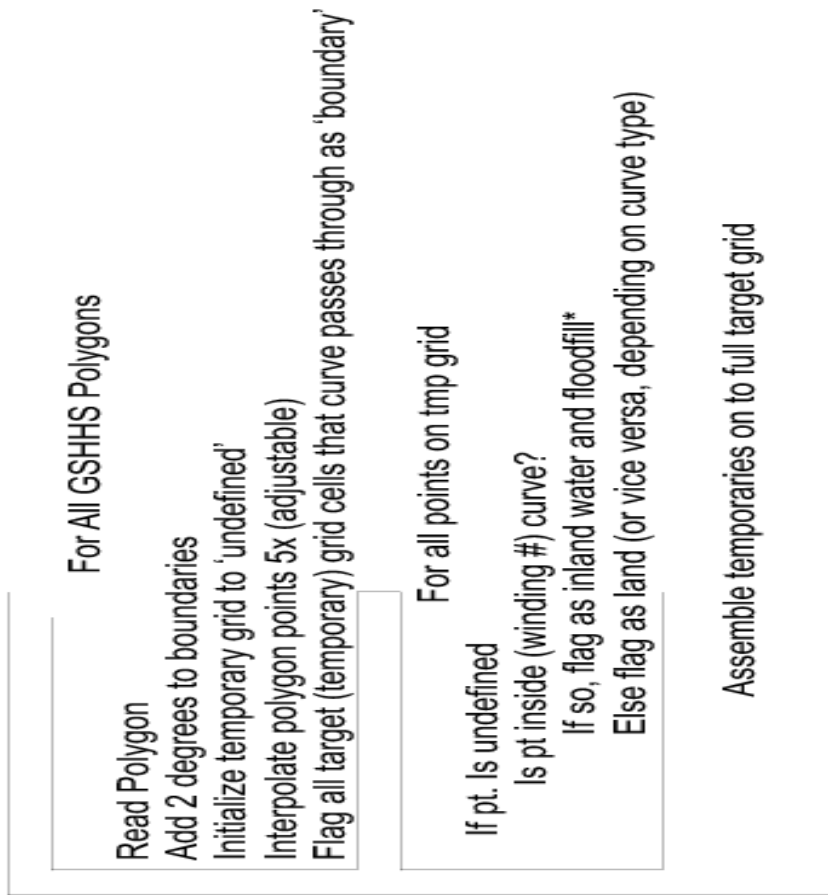 For All GSHHS Polygons
Read Polygon
Add 2 degrees to boundaries
Initialize temporary grid to ‘undefined’
Interpolate polygon points 5x (adjustable)
Flag all target (temporary) grid cells that curve passes through as ‘boundary’
For all points on tmp grid
If pt. Is undefined
Is pt inside (winding #) curve?
If so, flag as inland water and floodfill*
Else flag as land (or vice versa, depending on curve type)
Assemble temporaries on to full target grid